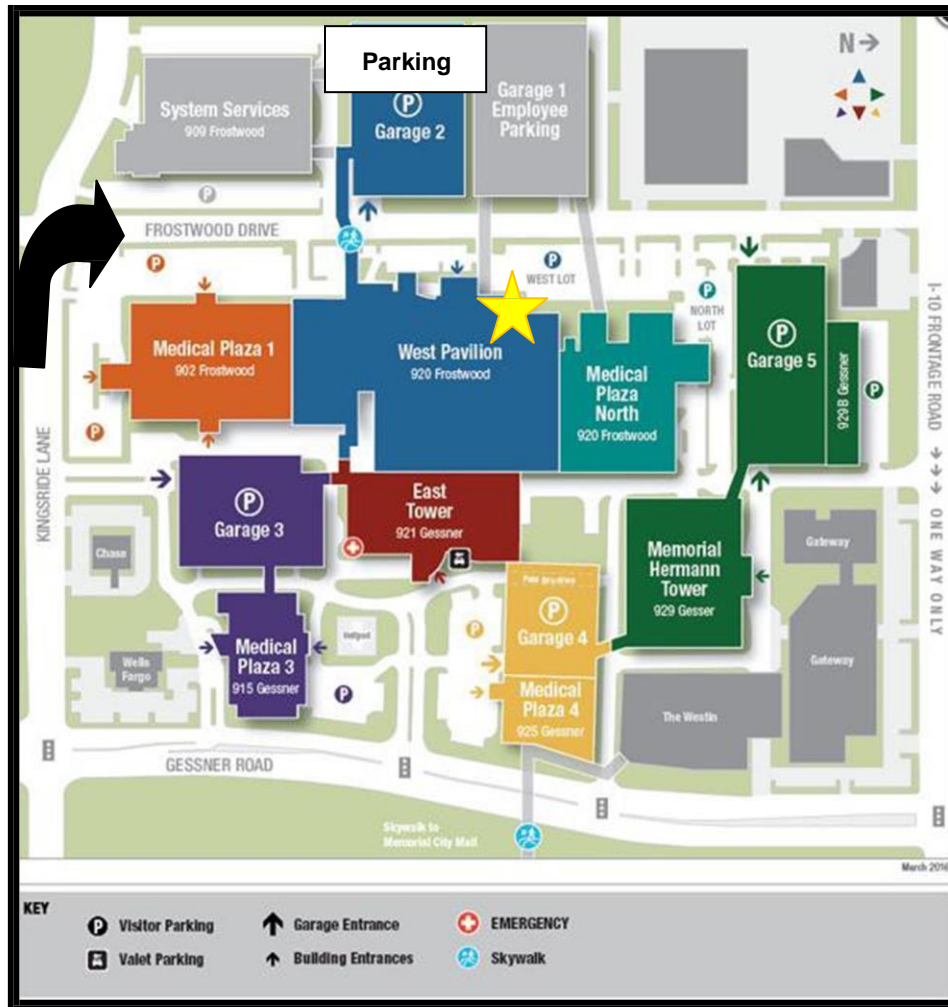 Parking
N
System Services
909 Frostwood
P
Garage 2
Garage 1
Employee
Parking
P
FROSTWOOD DRIVE
P
P
WEST LOT
P
NORTH
LOT
Medical Plaza 1
902 Frostwood
West Pavilion
920 Frostwood
Medical
Plaza
North
920 Frostwood
P
Garage 5
929 B Gessner
P
I-10 FRONTAGE ROAD
ONE WAY ONLY
P
KINGSRIDE LANE
P
Garage 3
East
Tower
921 Gessner
Chase
Memorial
Hermann
Tower
929 Gesser
Gateway
P
Garage 4
P
Medical
Plaza 3
915 Gessner
Wells
Fargo
P
Medical
Plaza 4
925 Gessner
The Westin
Gateway
GESSNER ROAD
Skywalk to
Memorial City Mall
March 2016
KEY
P Visitor Parking
Garage Entrance
EMERGENCY
Valet Parking
Building Entrances
Skywalk